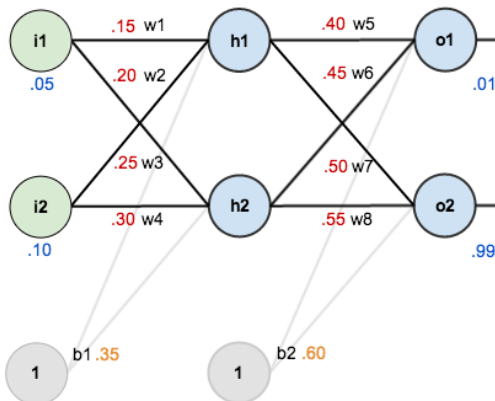 .15 w1
.40 w5
i1
h1
o1
.20 w2
.45 w6
.05
.01
.25 w3
.50 w7
i2
.30 w4
h2
.55 w8
o2
.10
.99
b1 .35
b2 .60
1
1